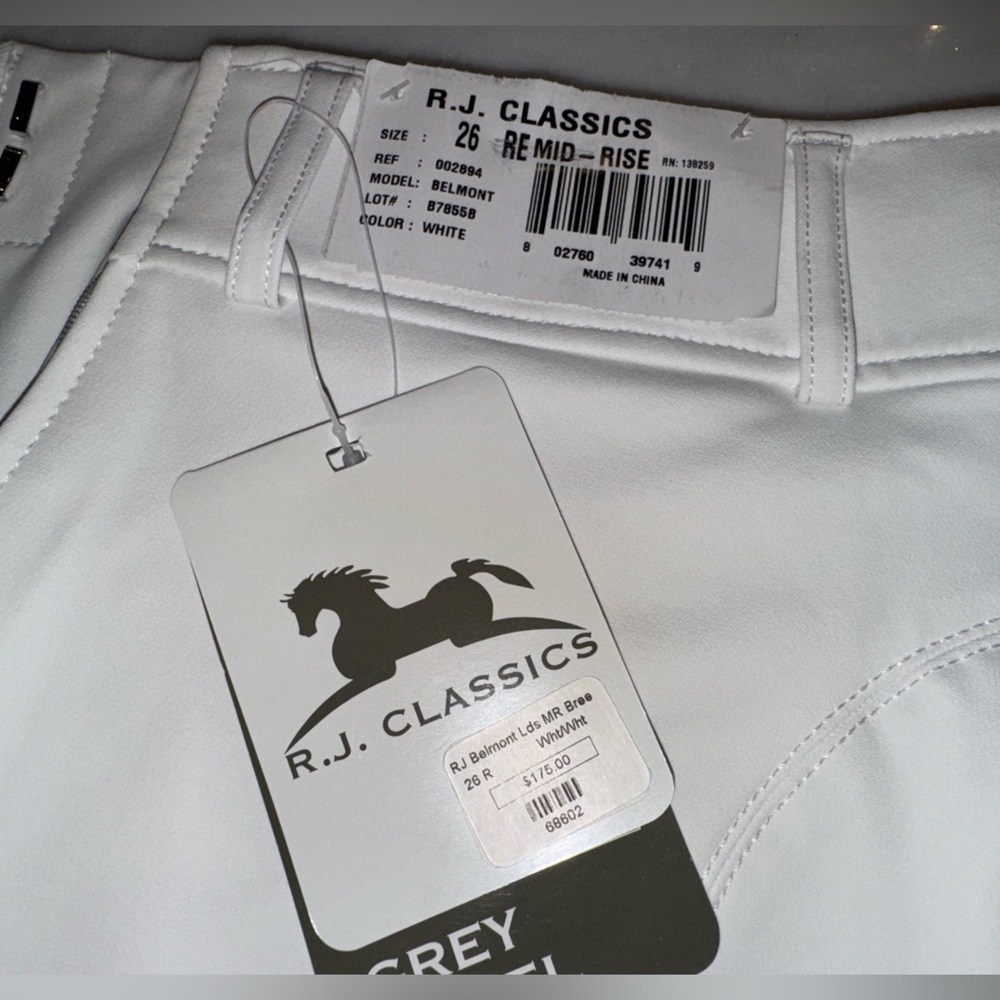 R.J. CLASSICS
SIZE : 26 RE MID-RISE RN: 138259
REF : 002894
MODEL: BELMONT
LOT# : B78558
COLOR : WHITE
8 02760 39741 9
MADE IN CHINA
R.J. CLASSICS
RJ Belmont Lds MR Bree
26 R Wht/Wht
$175.00
68602
GREY